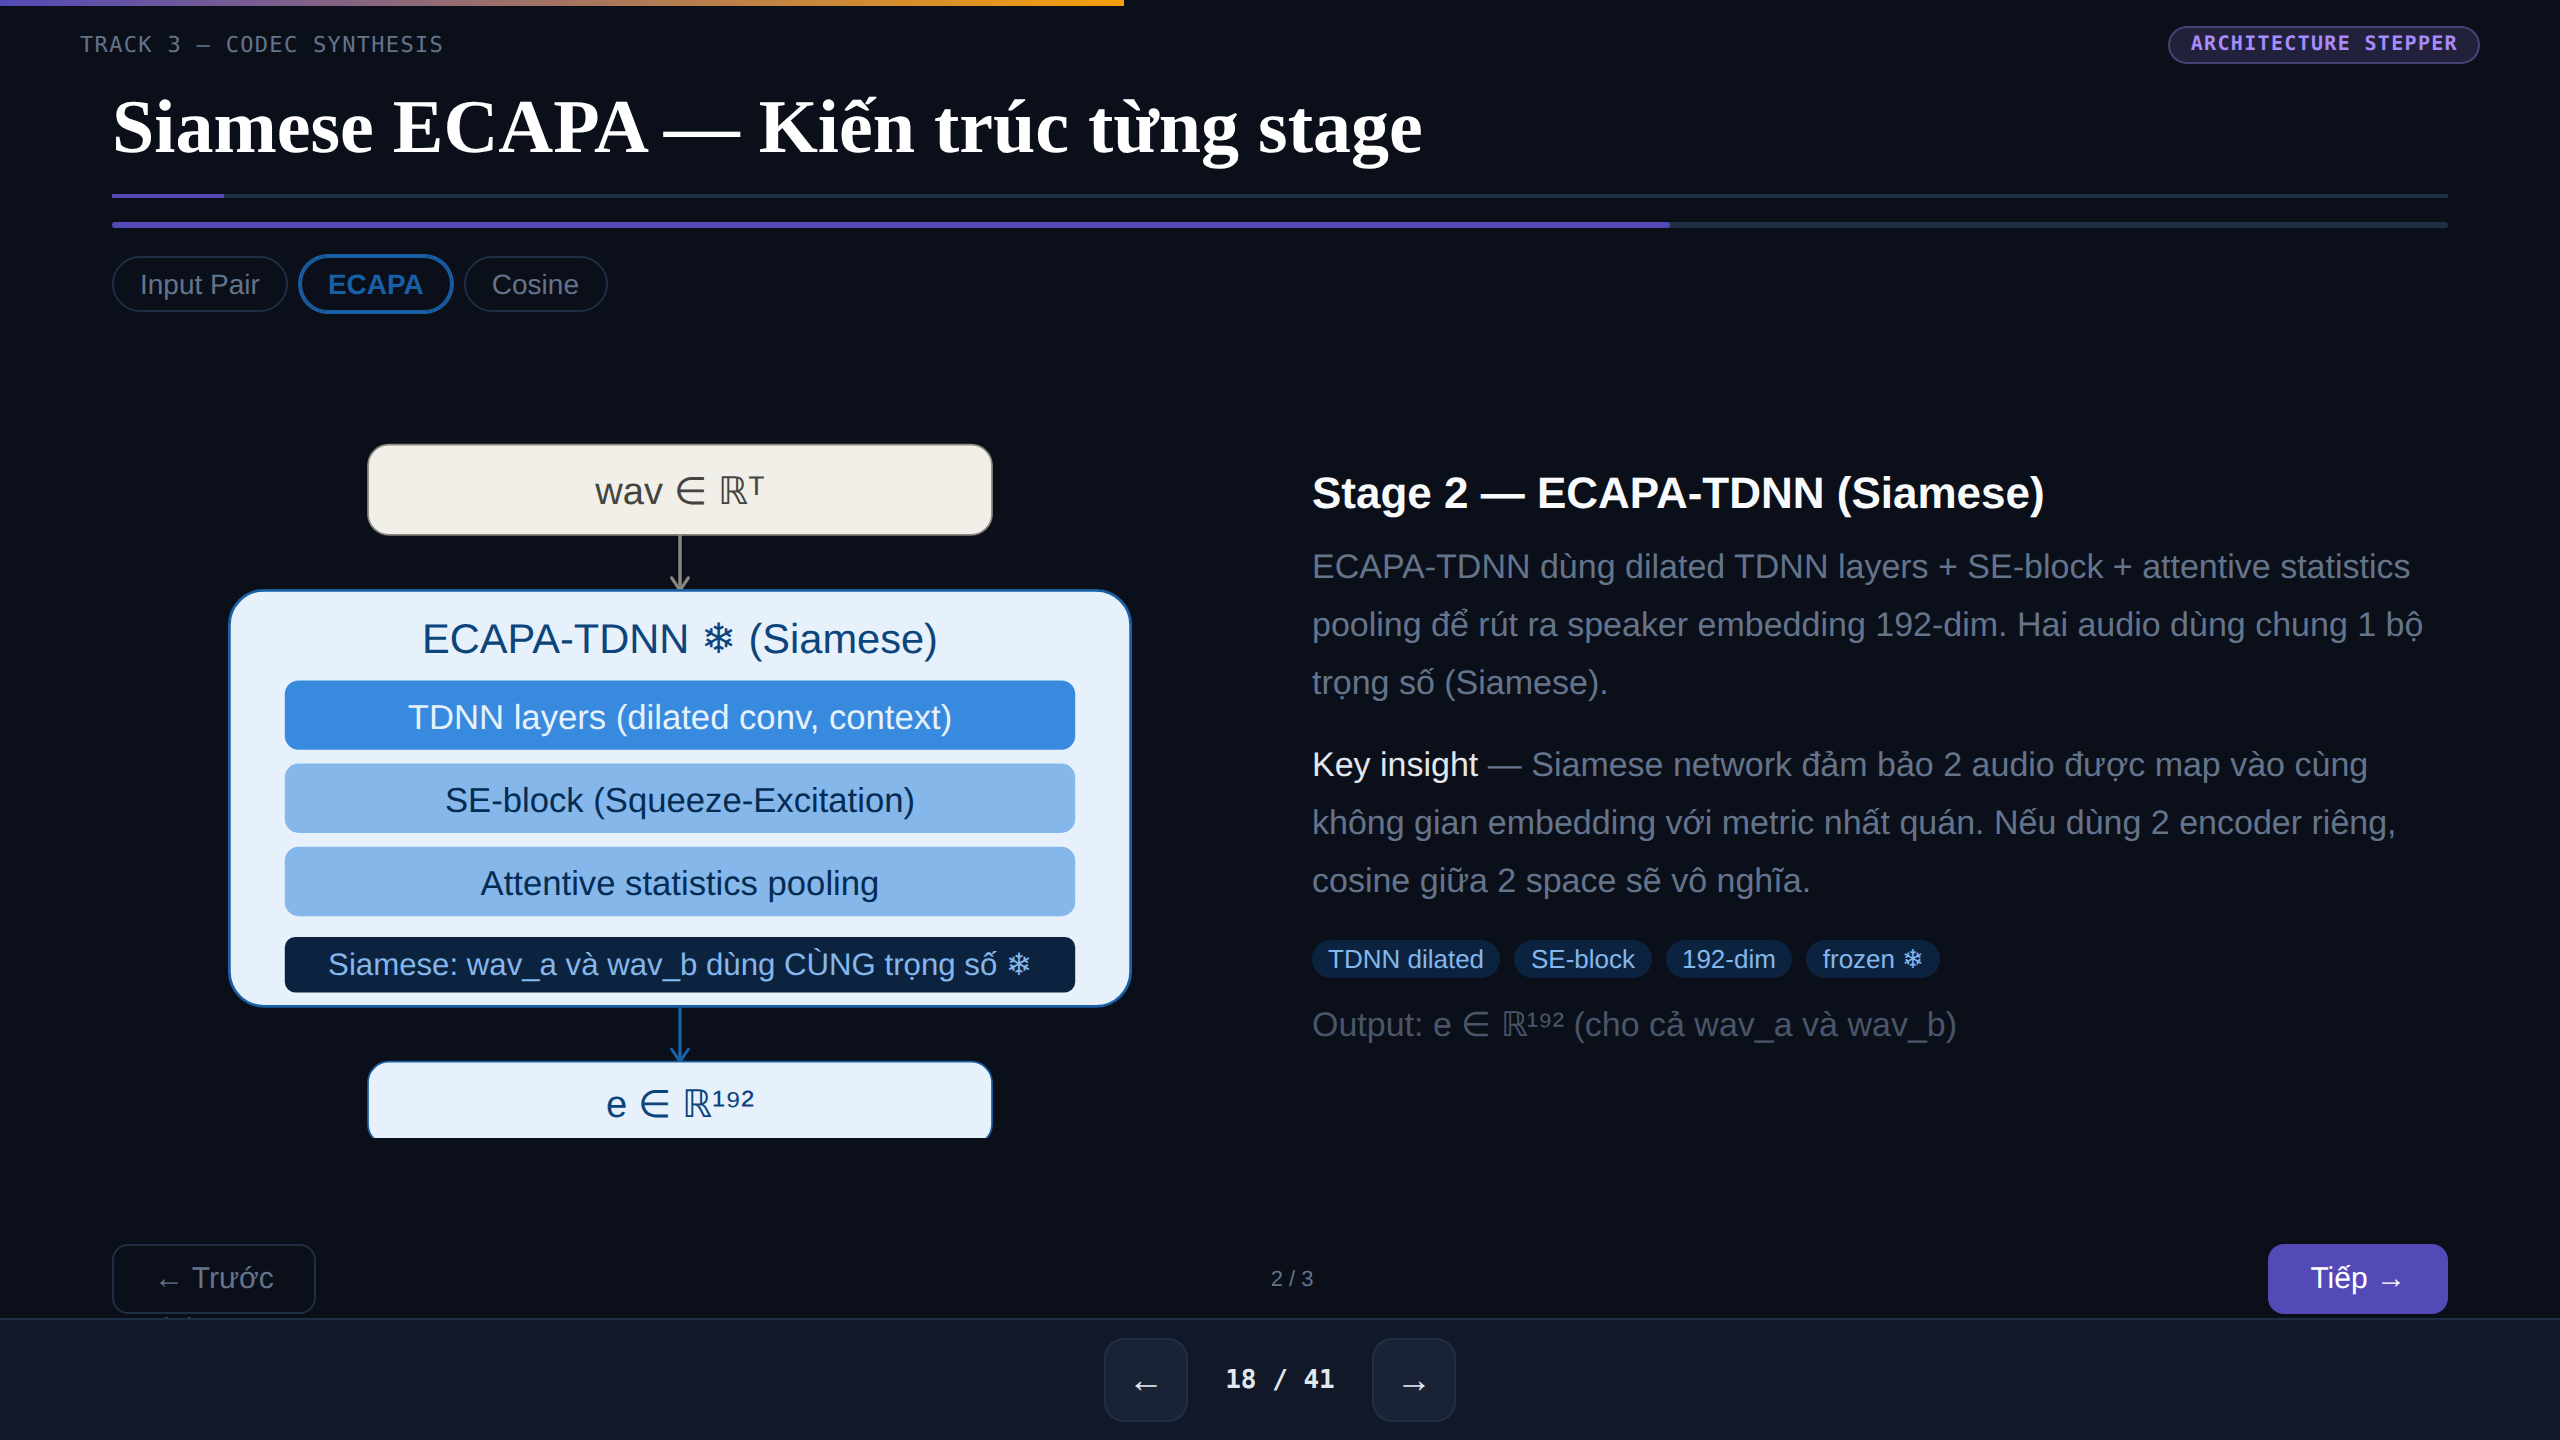 TRACK 3 — CODEC SYNTHESIS
ARCHITECTURE STEPPER
Siamese ECAPA — Kiến trúc từng stage
Input Pair
ECAPA
Cosine
wav ∈ ℝᵀ
ECAPA-TDNN ❄ (Siamese)
TDNN layers (dilated conv, context)
SE-block (Squeeze-Excitation)
Attentive statistics pooling
Siamese: wav_a và wav_b dùng CÙNG trọng số ❄
e ∈ ℝ¹⁹²
Stage 2 — ECAPA-TDNN (Siamese)
ECAPA-TDNN dùng dilated TDNN layers + SE-block + attentive statistics
pooling để rút ra speaker embedding 192-dim. Hai audio dùng chung 1 bộ
trọng số (Siamese).
Key insight — Siamese network đảm bảo 2 audio được map vào cùng
không gian embedding với metric nhất quán. Nếu dùng 2 encoder riêng,
cosine giữa 2 space sẽ vô nghĩa.
TDNN dilated
SE-block
192-dim
frozen ❄
Output: e ∈ ℝ¹⁹² (cho cả wav_a và wav_b)
← Trước
2 / 3
Tiếp →
←
18 / 41
→